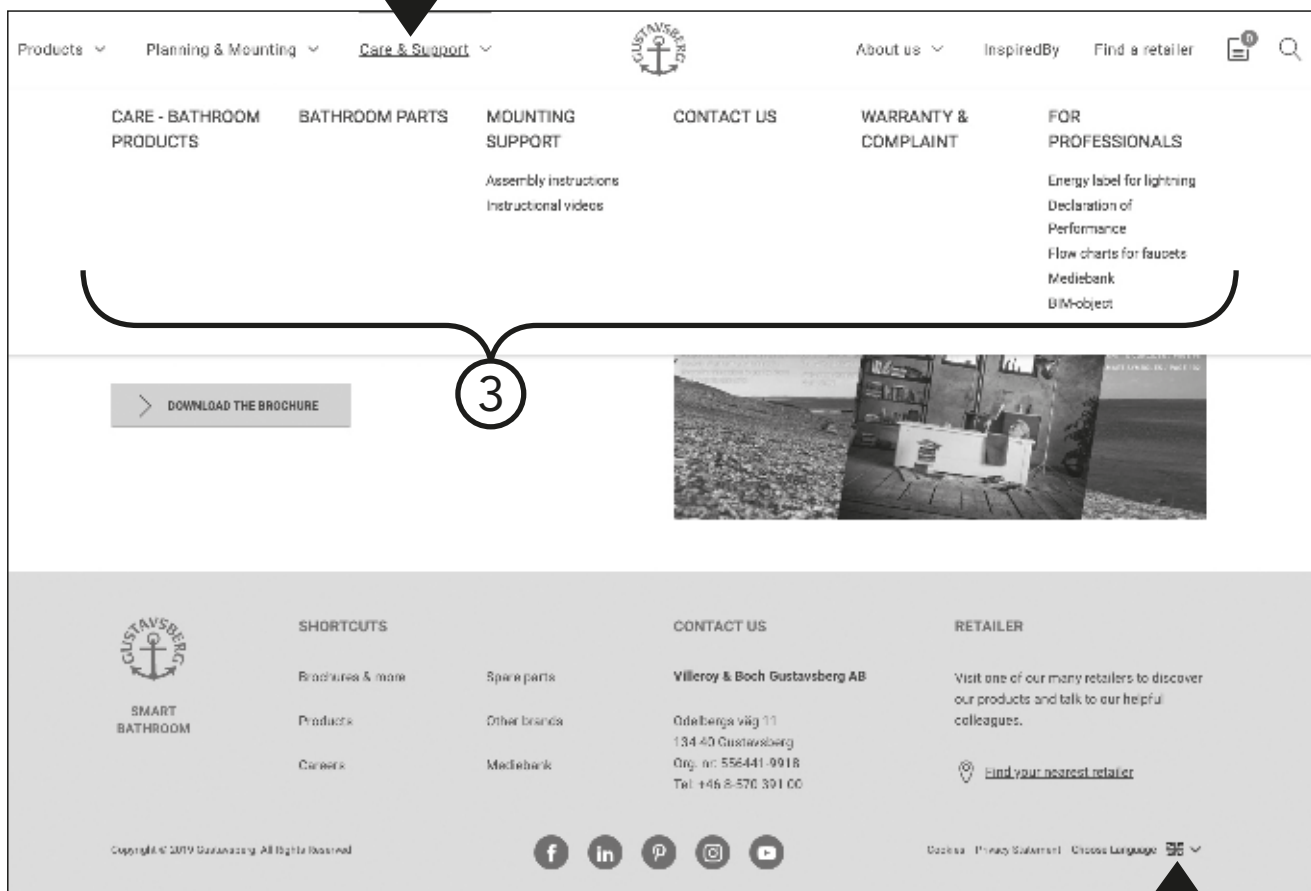 Products
Planning & Mounting
Care & Support
GUSTAVSBERG
About us
InspiredBy
Find a retailer
0
CARE - BATHROOM
PRODUCTS
BATHROOM PARTS
MOUNTING
SUPPORT
Assembly instructions
Instructional videos
CONTACT US
WARRANTY &
COMPLAINT
FOR
PROFESSIONALS
Energy label for lightning
Declaration of
Performance
Flow charts for faucets
Mediebank
BIM-object
3
DOWNLOAD THE BROCHURE
GUSTAVSBERG
SMART
BATHROOM
SHORTCUTS
Brochures & more
Products
Careers
Spare parts
Other brands
Mediebank
CONTACT US
Villeroy & Boch Gustavsberg AB
Odelbergs väg 11
134 40 Gustavsberg
Org. nr: 556441-9918
Tel: +46 8-570 391 00
RETAILER
Visit one of our many retailers to discover
our products and talk to our helpful
colleagues.
Find your nearest retailer
Copyright © 2019 Gustavsberg. All Rights Reserved
Cookies Privacy Statement Choose Language